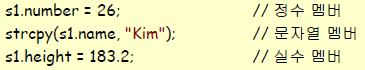 s1.number = 26; // 정수 멤버
strcpy(s1.name, "Kim"); // 문자열 멤버
s1.height = 183.2; // 실수 멤버